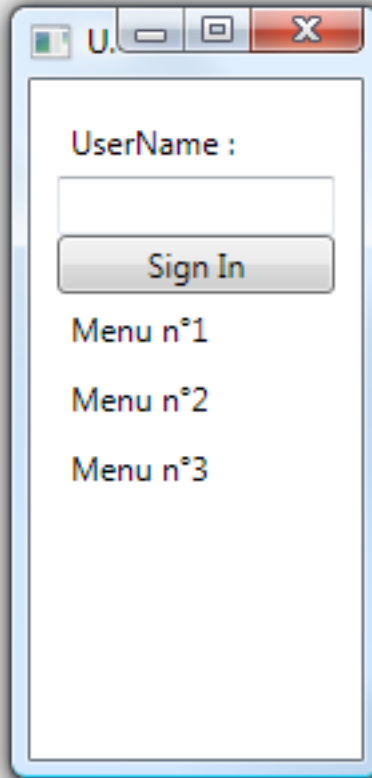 U.
UserName :
Sign In
Menu n°1
Menu n°2
Menu n°3